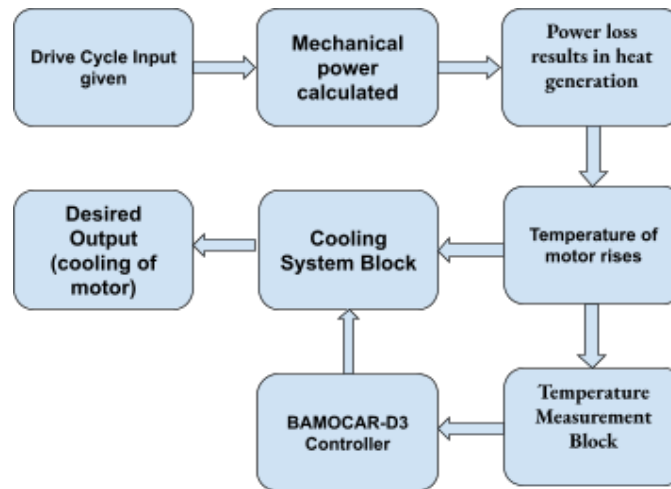 Drive Cycle Input
given
Mechanical
power
calculated
Power loss
results in heat
generation
Temperature of
motor rises
Cooling
System Block
Desired
Output
(cooling of
motor)
Temperature
Measurement
Block
BAMOCAR-D3
Controller